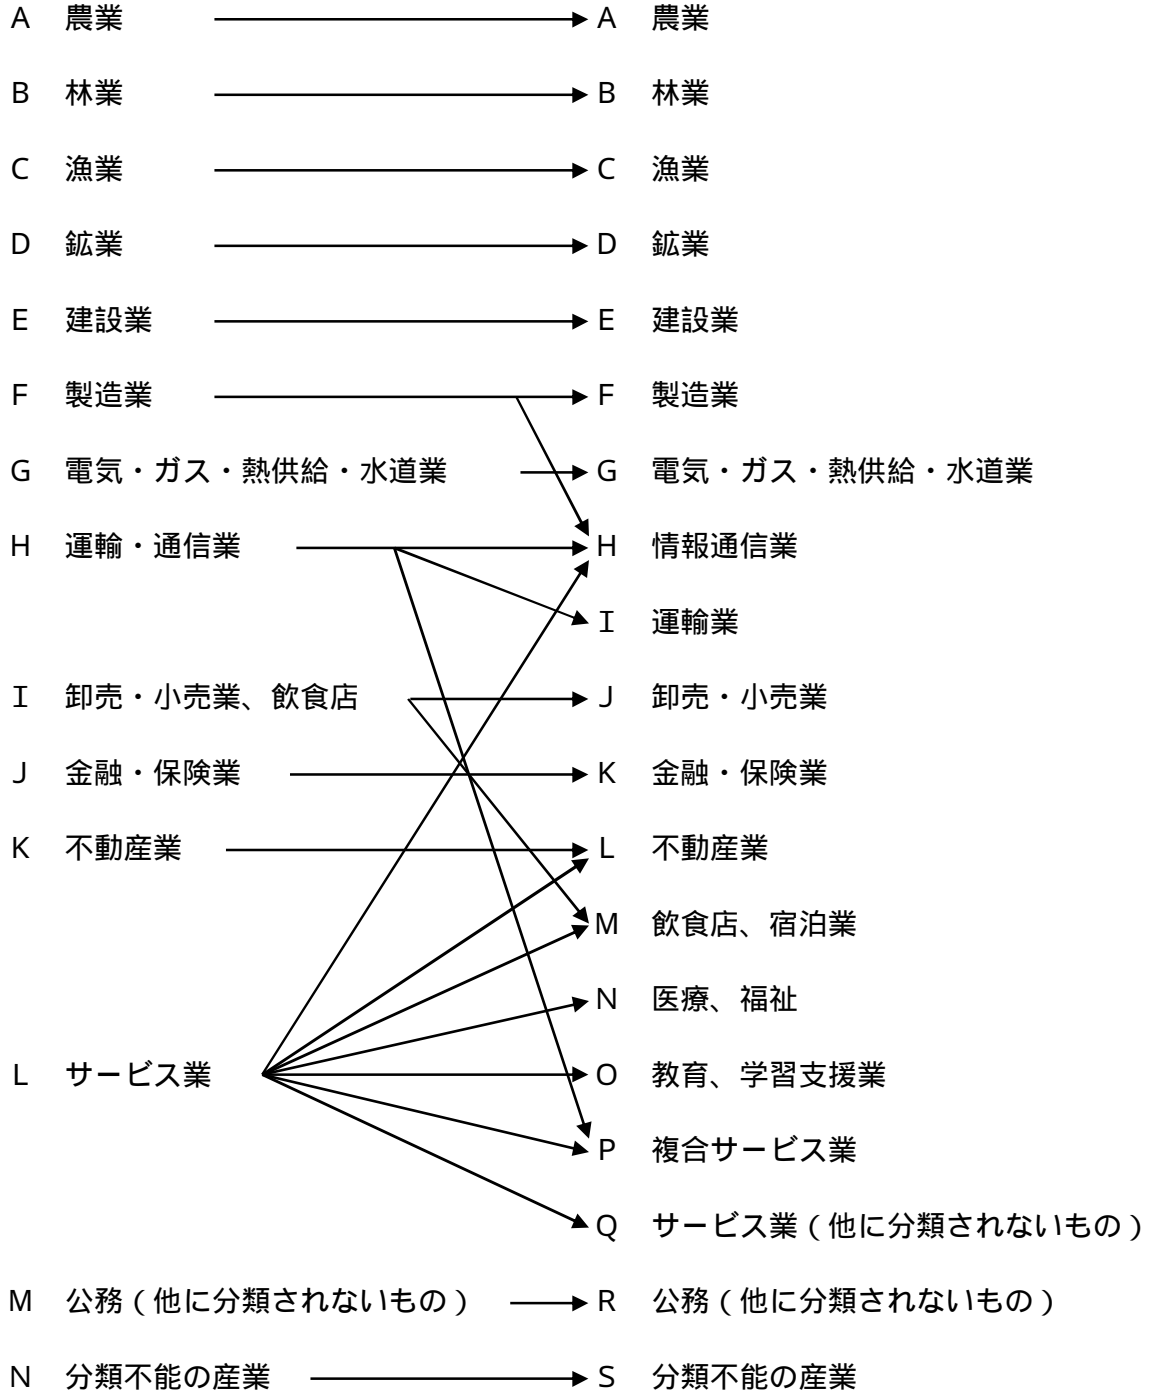 A 農業 A 農業
B 林業 B 林業
C 漁業 C 漁業
D 鉱業 D 鉱業
E 建設業 E 建設業
F 製造業 F 製造業
G 電気・ガス・熱供給・水道業 G 電気・ガス・熱供給・水道業
H 運輸・通信業 H 情報通信業
I 運輸業
I 卸売・小売業、飲食店 J 卸売・小売業
J 金融・保険業 K 金融・保険業
K 不動産業 L 不動産業
M 飲食店、宿泊業
N 医療、福祉
L サービス業 O 教育、学習支援業
P 複合サービス業
Q サービス業(他に分類されないもの)
M 公務(他に分類されないもの) R 公務(他に分類されないもの)
N 分類不能の産業 S 分類不能の産業